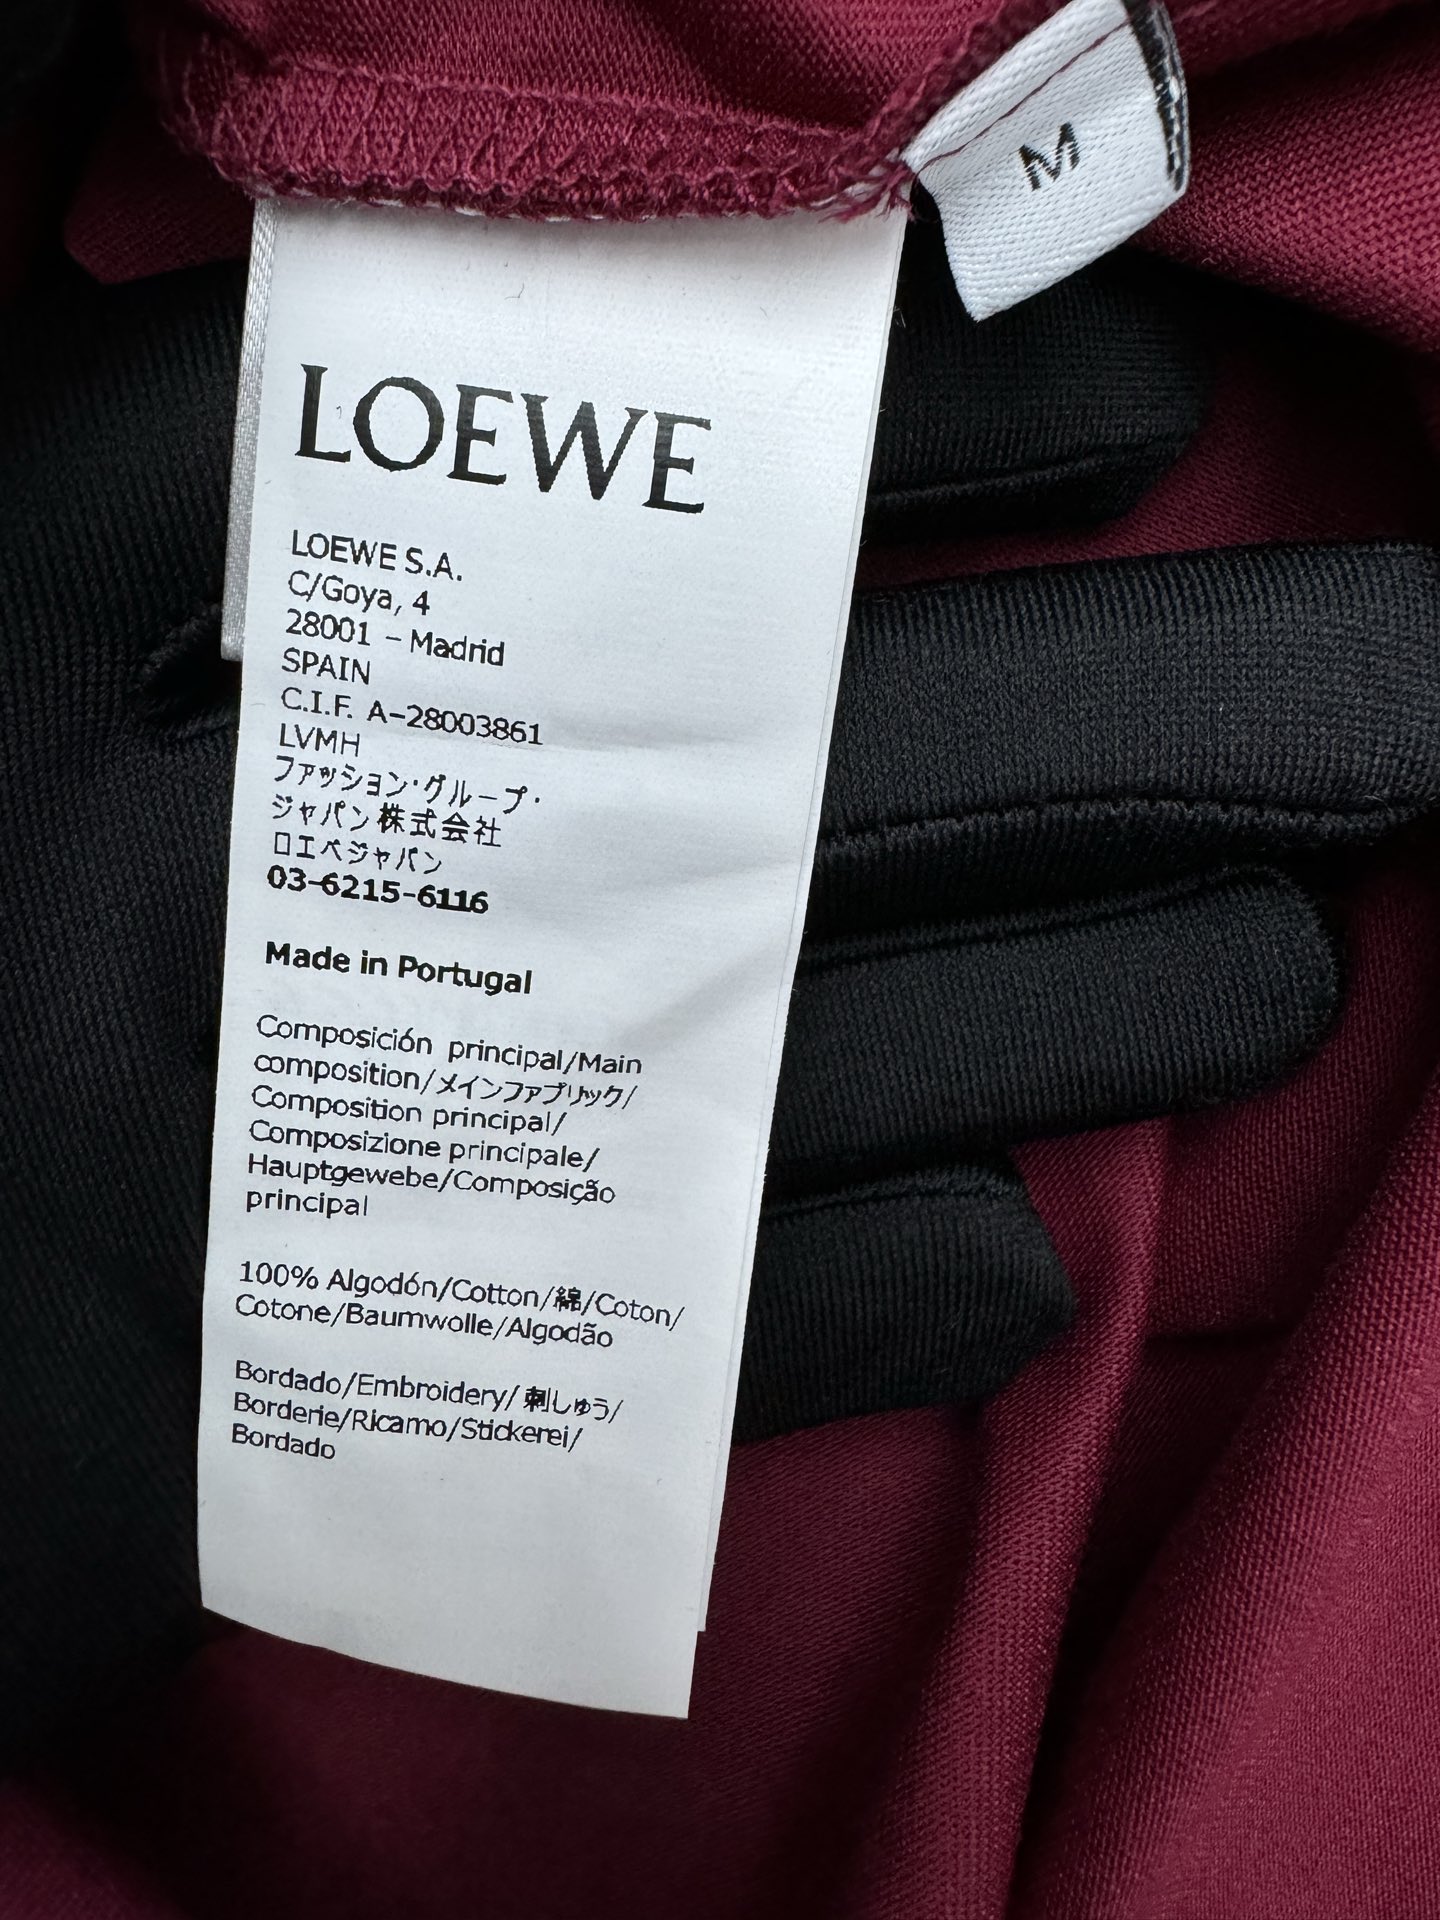 M
LOEWE
LOEWE S.A.
C/Goya, 4
28001 – Madrid
SPAIN
C.I.F. A-28003861
LVMH
ファッション・グループ・
ジャパン株式会社
ロエベジャパン
03-6215-6116
Made in Portugal
Composición principal/Main
composition/メインファブリック/
Composition principal/
Composizione principale/
Hauptgewebe/Composição
principal
100% Algodón/Cotton/綿/Coton/
Cotone/Baumwolle/Algodão
Bordado/Embroidery/刺しゅう/
Borderie/Ricamo/Stickerei/
Bordado